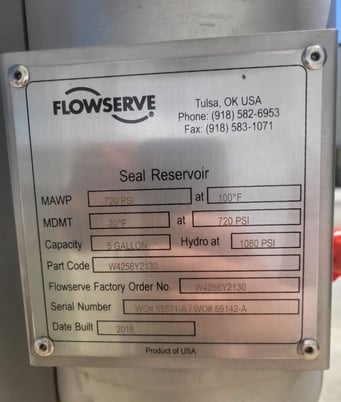 FLOWSERVE®
Tulsa, OK USA
Phone: (918) 582-6953
Fax: (918) 583-1071
Seal Reservoir
MAWP 720 PSI at 100°F
MDMT -20°F at 720 PSI
Capacity 5 GALLON Hydro at 1080 PSI
Part Code W4256Y2130
Flowserve Factory Order No. W4256Y2130
Serial Number WO# 59571-A / WO# 59142-A
Date Built 2018
Product of USA